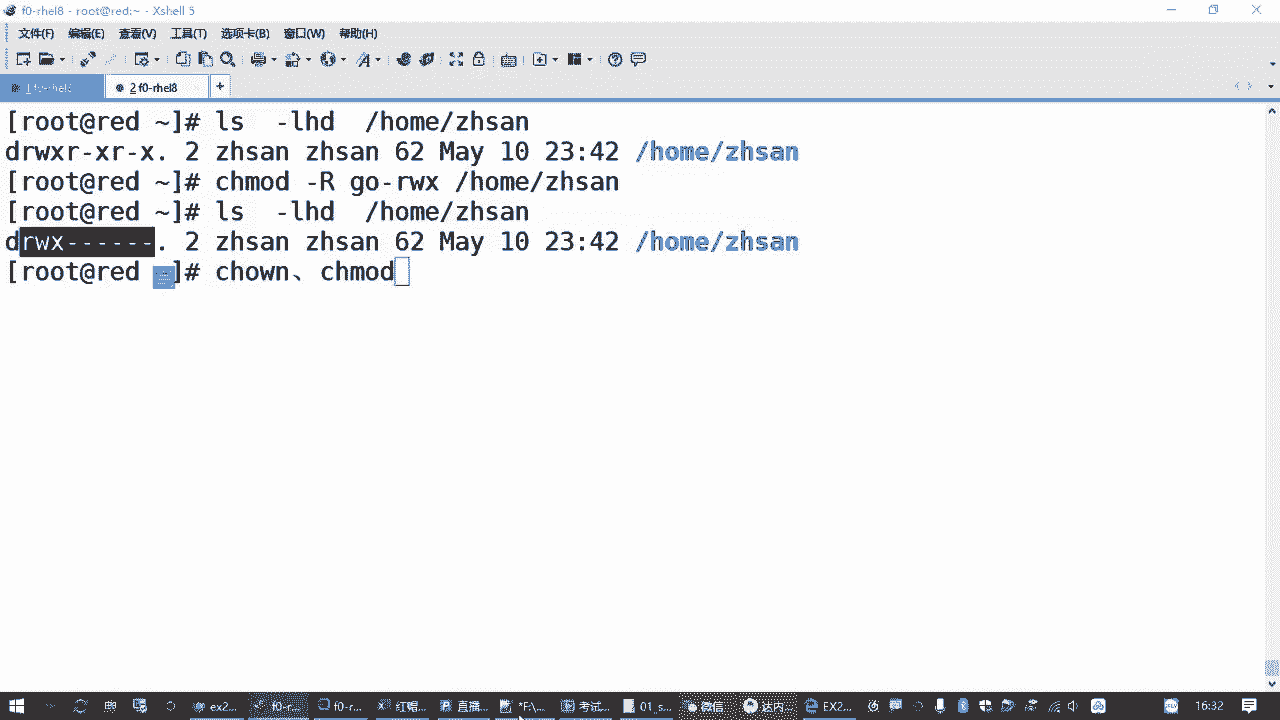 f0-rhel8 - root@red:~ - Xshell 5
文件(F) 编辑(E) 查看(V) 工具(T) 选项卡(B) 窗口(W) 帮助(H)
2 f0-rhel8 +
[root@red ~]# ls -lhd /home/zhsan
drwxr-xr-x. 2 zhsan zhsan 62 May 10 23:42 /home/zhsan
[root@red ~]# chmod -R go-rwx /home/zhsan
[root@red ~]# ls -lhd /home/zhsan
drwx------. 2 zhsan zhsan 62 May 10 23:42 /home/zhsan
[root@red ]# chown、chmod
ex2... f0-r... f0-r... 红帽... 直播... *F:\... 考试... 01_s... 微信 达内... EX2... 16:32